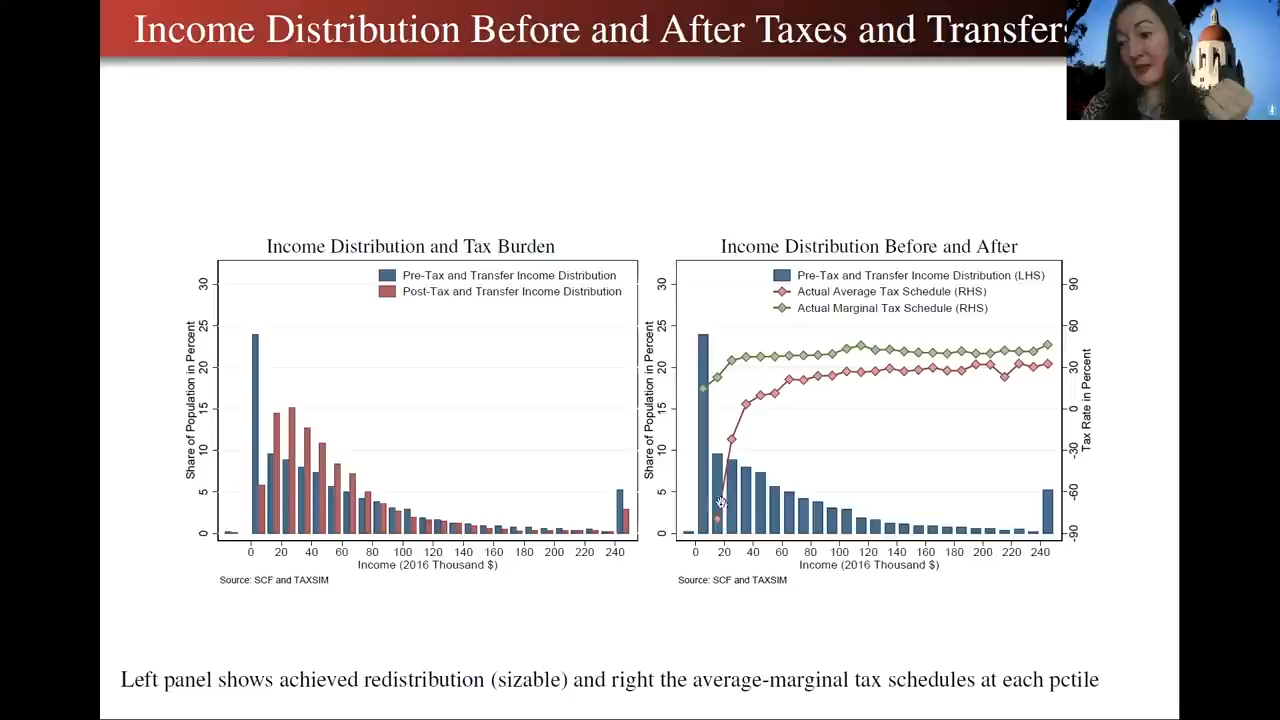 Income Distribution Before and After Taxes and Transfers
Income Distribution and Tax Burden
Pre-Tax and Transfer Income Distribution
Post-Tax and Transfer Income Distribution
Share of Population in Percent
30
25
20
15
10
5
0
0 20 40 60 80 100 120 140 160 180 200 220 240
Income (2016 Thousand $)
Source: SCF and TAXSIM
Income Distribution Before and After
Pre-Tax and Transfer Income Distribution (LHS)
Actual Average Tax Schedule (RHS)
Actual Marginal Tax Schedule (RHS)
Share of Population in Percent
30
25
20
15
10
5
0
90
60
30
0
-30
-60
-90
Tax Rate in Percent
0 20 40 60 80 100 120 140 160 180 200 220 240
Income (2016 Thousand $)
Source: SCF and TAXSIM
Left panel shows achieved redistribution (sizable) and right the average-marginal tax schedules at each pctile